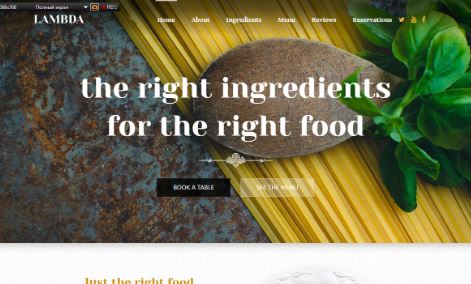 Полный экран
REC
LAMBDA
Home About Ingredients Menu Reviews Reservations
the right ingredients
for the right food
BOOK A TABLE
SEE THE MENU
Just the right food